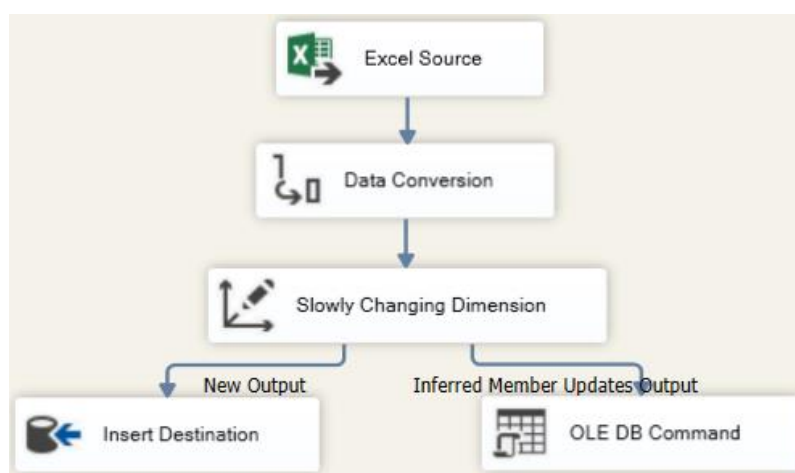 Excel Source
Data Conversion
Slowly Changing Dimension
New Output
Inferred Member Updates Output
Insert Destination
OLE DB Command